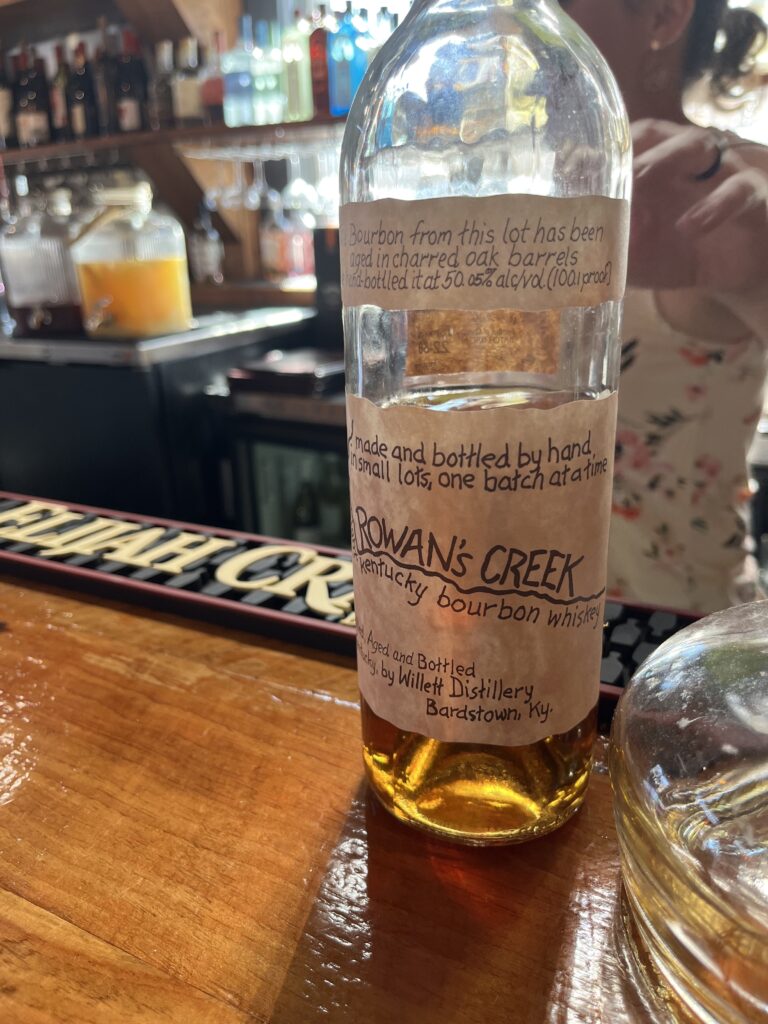 Bourbon from this lot has been
aged in charred oak barrels
bottled it at 50.05% alc/vol. (100.1 proof)
made and bottled by hand
in small lots, one batch at a time
ROWAN's CREEK
kentucky bourbon whiskey
Aged and Bottled
by Willett Distillery
Bardstown, Ky.
ELIJAH CRA